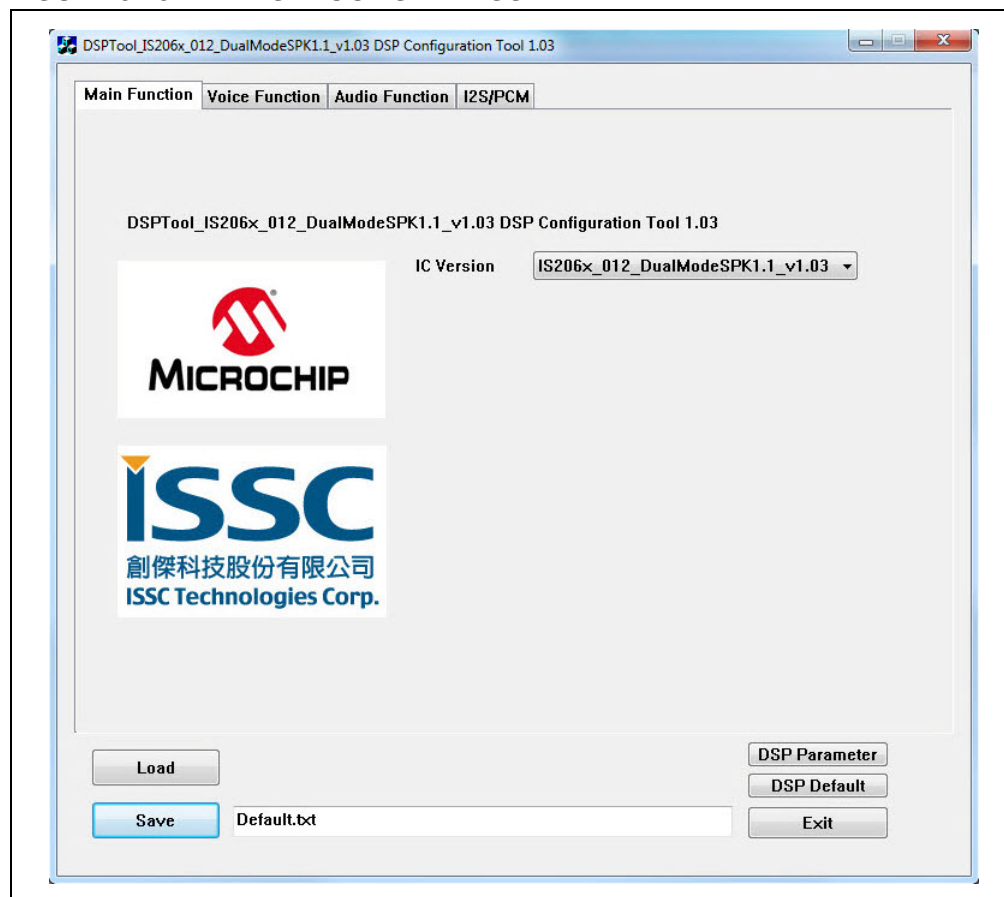 DSPTool_IS206x_012_DualModeSPK1.1_v1.03 DSP Configuration Tool 1.03
Main Function Voice Function Audio Function I2S/PCM
DSPTool_IS206x_012_DualModeSPK1.1_v1.03 DSP Configuration Tool 1.03
IC Version IS206x_012_DualModeSPK1.1_v1.03
MICROCHIP
ISSC
創傑科技股份有限公司
ISSC Technologies Corp.
DSP Parameter
Load
DSP Default
Save Default.txt Exit